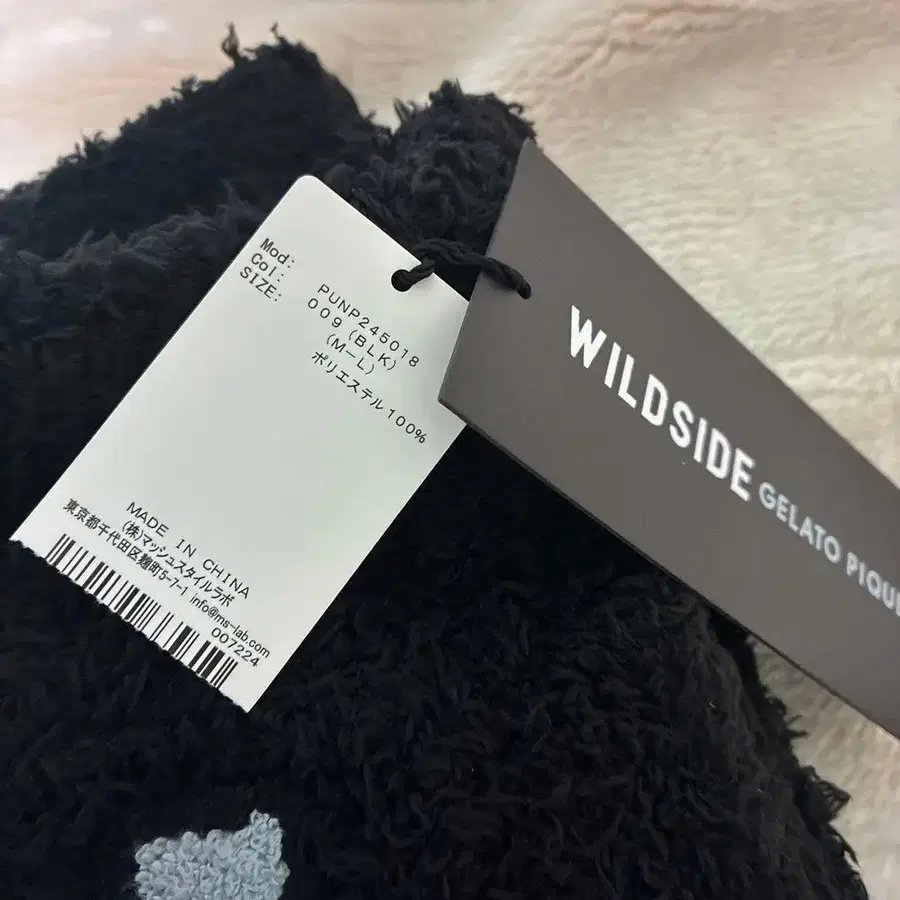 Mod: PUNP245018
Col: 009(BLK)
SIZE: (M-L)
ポリエステル100%
MADE IN CHINA
(株)マッシュスタイルラボ
東京都千代田区麹町5-7-1 info@ms-lab.com
007224
WILDSIDE GELATO PIQUE